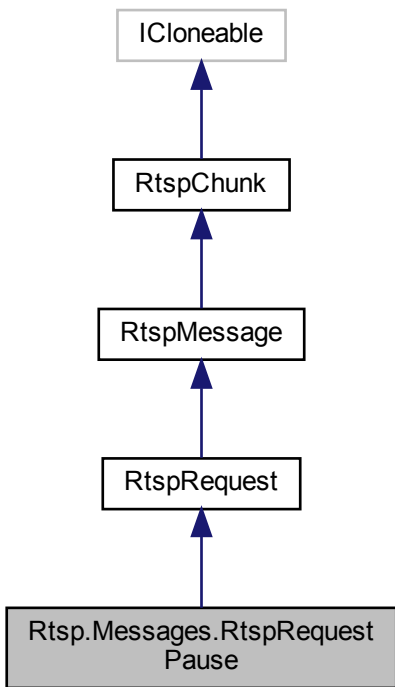 ICloneable
RtspChunk
RtspMessage
RtspRequest
Rtsp.Messages.RtspRequest
Pause